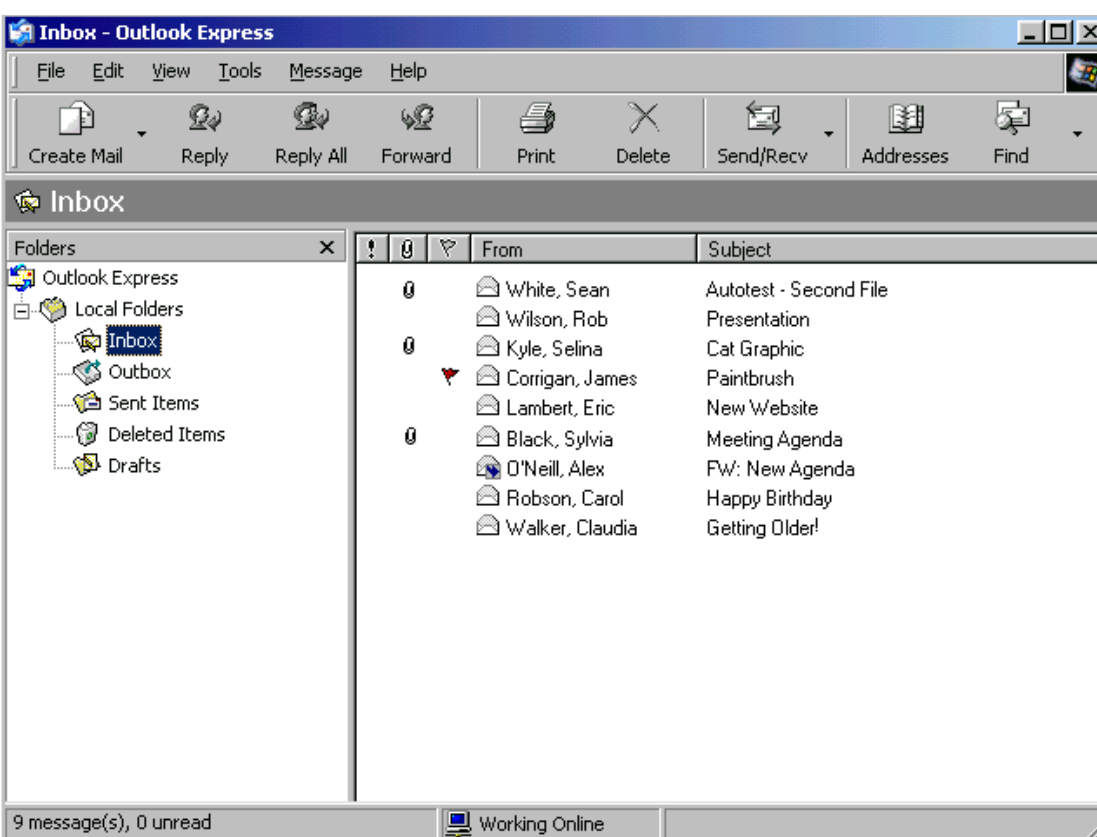 Inbox - Outlook Express
File Edit View Tools Message Help
Create Mail Reply Reply All Forward Print Delete Send/Recv Addresses Find
Inbox
Folders
Outlook Express
Local Folders
Inbox
Outbox
Sent Items
Deleted Items
Drafts
! From Subject
White, Sean Autotest - Second File
Wilson, Rob Presentation
Kyle, Selina Cat Graphic
Corrigan, James Paintbrush
Lambert, Eric New Website
Black, Sylvia Meeting Agenda
O'Neill, Alex FW: New Agenda
Robson, Carol Happy Birthday
Walker, Claudia Getting Older!
9 message(s), 0 unread Working Online